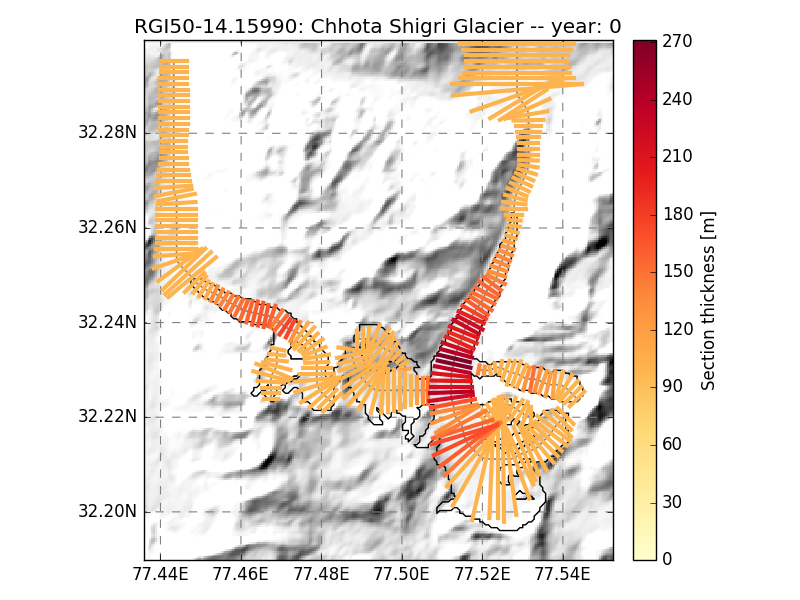 RGI50-14.15990: Chhota Shigri Glacier -- year: 0
270
240
210
180
150
120
90
60
30
0
Section thickness [m]
32.28N
32.26N
32.24N
32.22N
32.20N
77.44E 77.46E 77.48E 77.50E 77.52E 77.54E